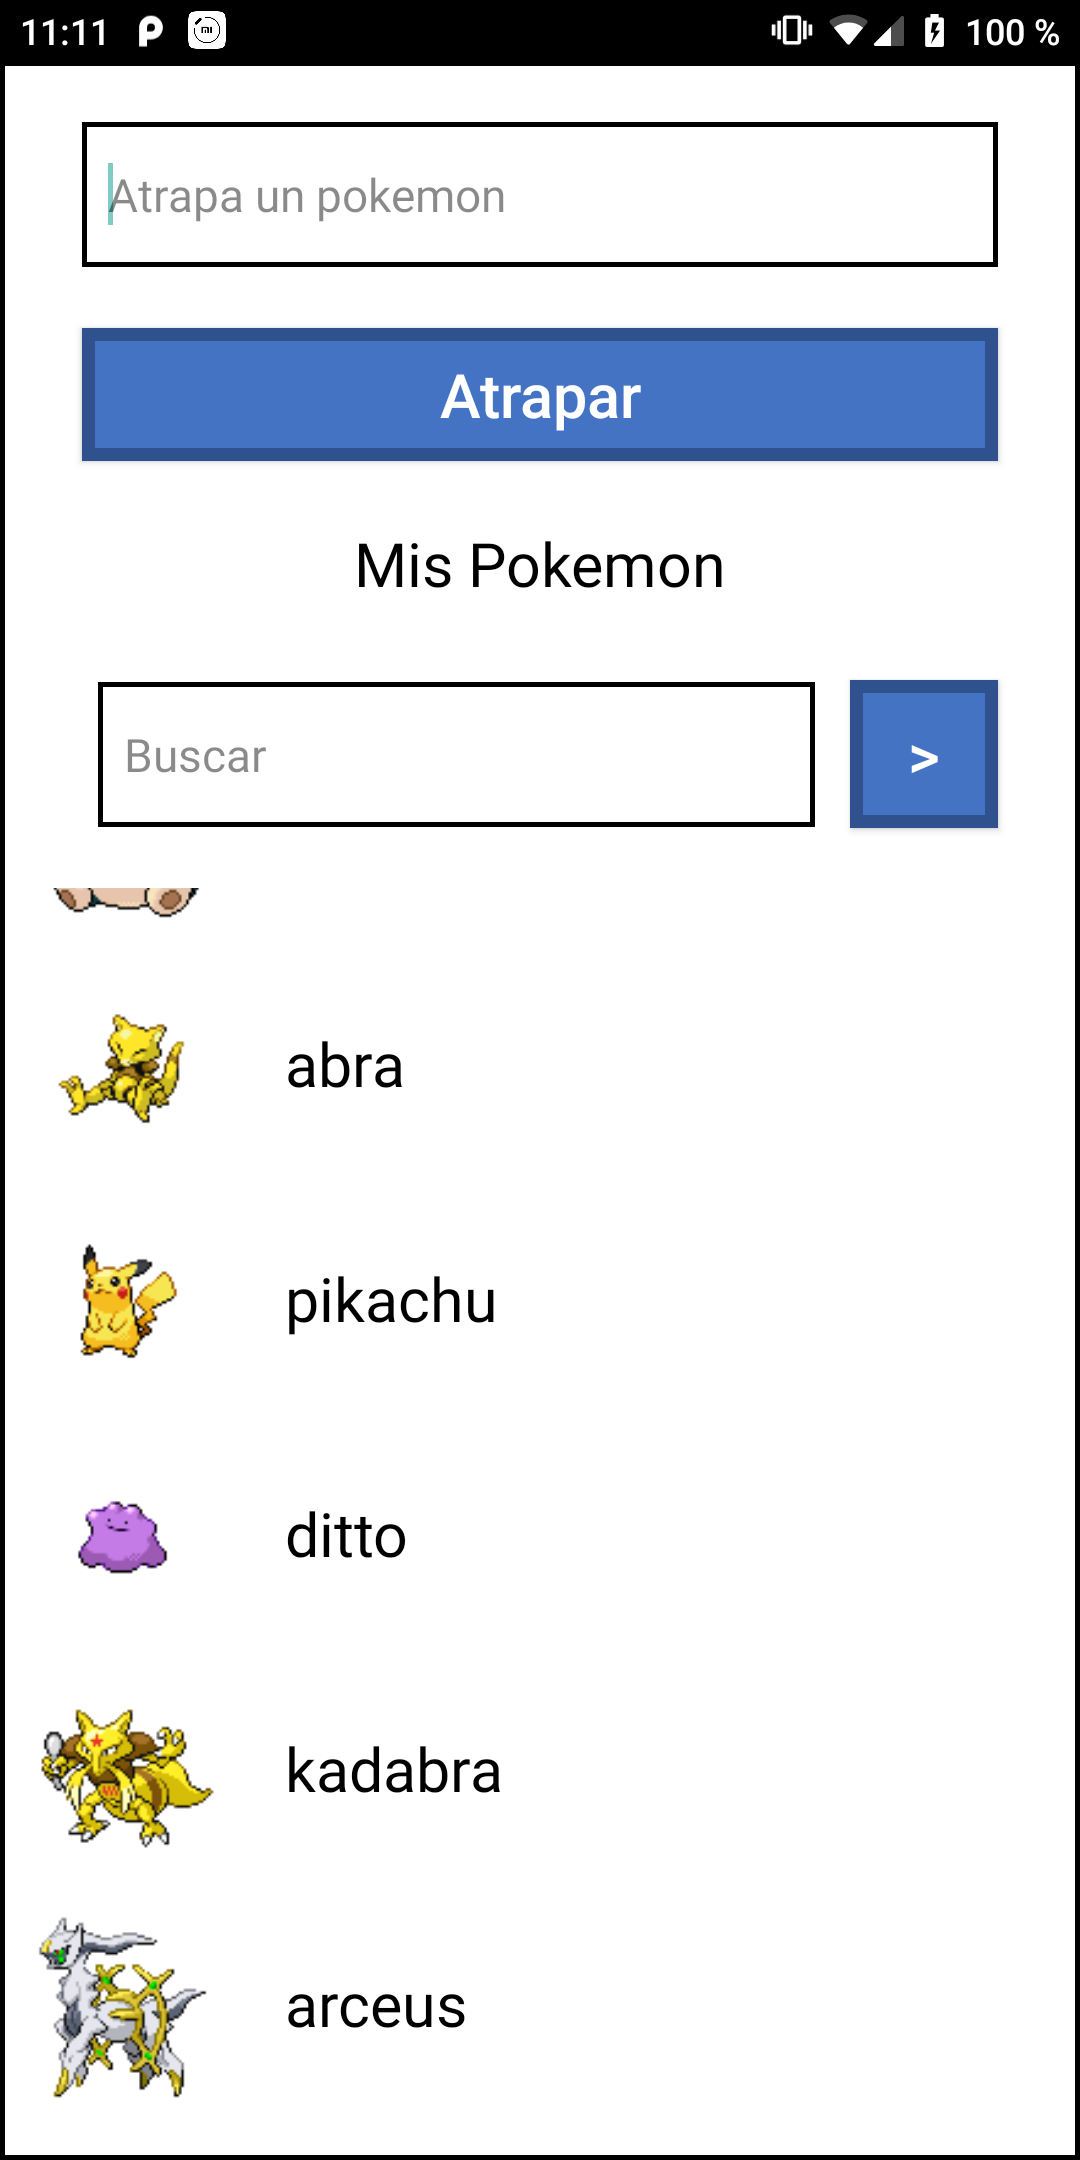 11:11 100 %
Atrapa un pokemon
Atrapar
Mis Pokemon
Buscar >
abra
pikachu
ditto
kadabra
arceus